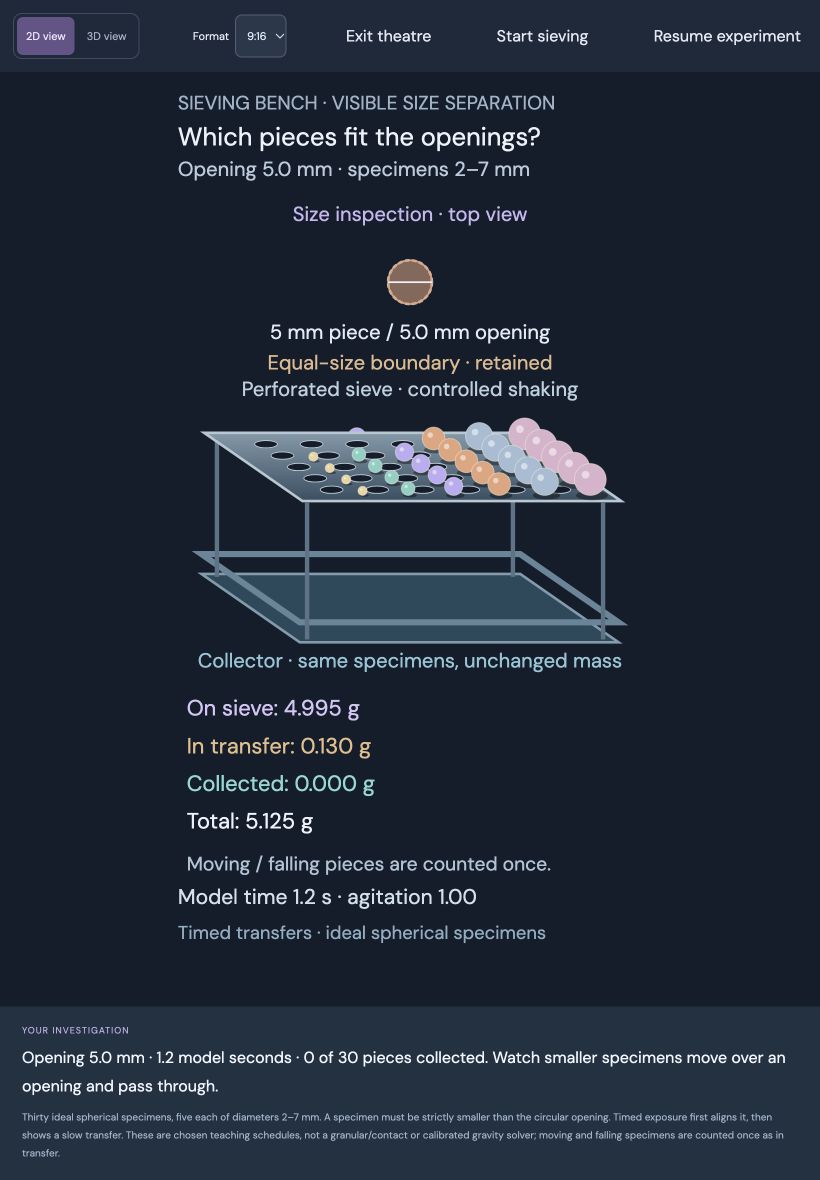 2D view 3D view Format 9:16 Exit theatre Start sieving Resume experiment
SIEVING BENCH · VISIBLE SIZE SEPARATION
Which pieces fit the openings?
Opening 5.0 mm · specimens 2–7 mm
Size inspection · top view
5 mm piece / 5.0 mm opening
Equal-size boundary · retained
Perforated sieve · controlled shaking
Collector · same specimens, unchanged mass
On sieve: 4.995 g
In transfer: 0.130 g
Collected: 0.000 g
Total: 5.125 g
Moving / falling pieces are counted once.
Model time 1.2 s · agitation 1.00
Timed transfers · ideal spherical specimens
YOUR INVESTIGATION
Opening 5.0 mm · 1.2 model seconds · 0 of 30 pieces collected. Watch smaller specimens move over an
opening and pass through.
Thirty ideal spherical specimens, five each of diameters 2–7 mm. A specimen must be strictly smaller than the circular opening. Timed exposure first aligns it, then
shows a slow transfer. These are chosen teaching schedules, not a granular/contact or calibrated gravity solver; moving and falling specimens are counted once as in
transfer.